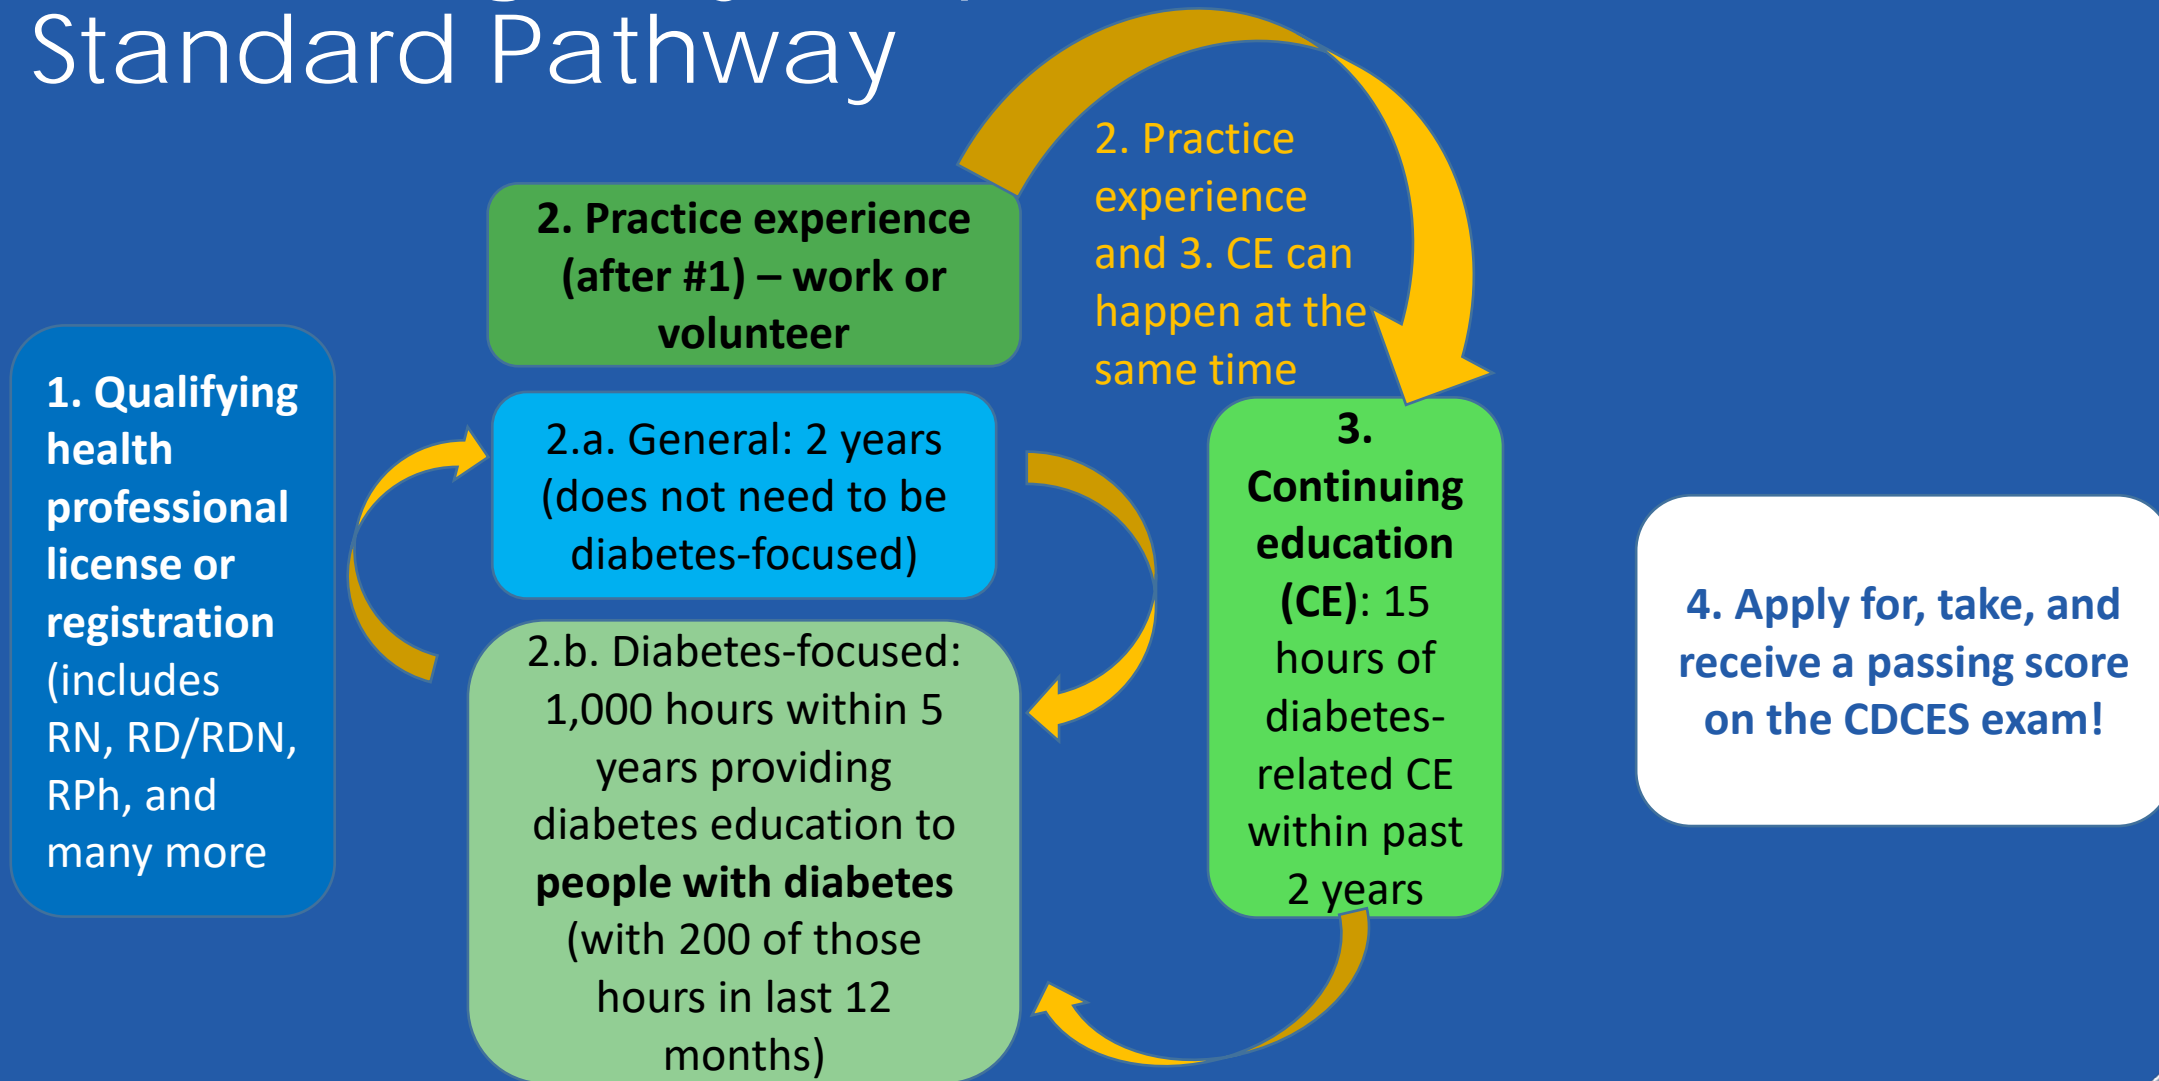 Standard Pathway
1. Qualifying
health
professional
license or
registration
(includes
RN, RD/RDN,
RPh, and
many more
2. Practice experience
(after #1) – work or
volunteer
2.a. General: 2 years
(does not need to be
diabetes-focused)
2.b. Diabetes-focused:
1,000 hours within 5
years providing
diabetes education to
people with diabetes
(with 200 of those
hours in last 12
months)
2. Practice
experience
and 3. CE can
happen at the
same time
3.
Continuing
education
(CE): 15
hours of
diabetes-
related CE
within past
2 years
4. Apply for, take, and
receive a passing score
on the CDCES exam!